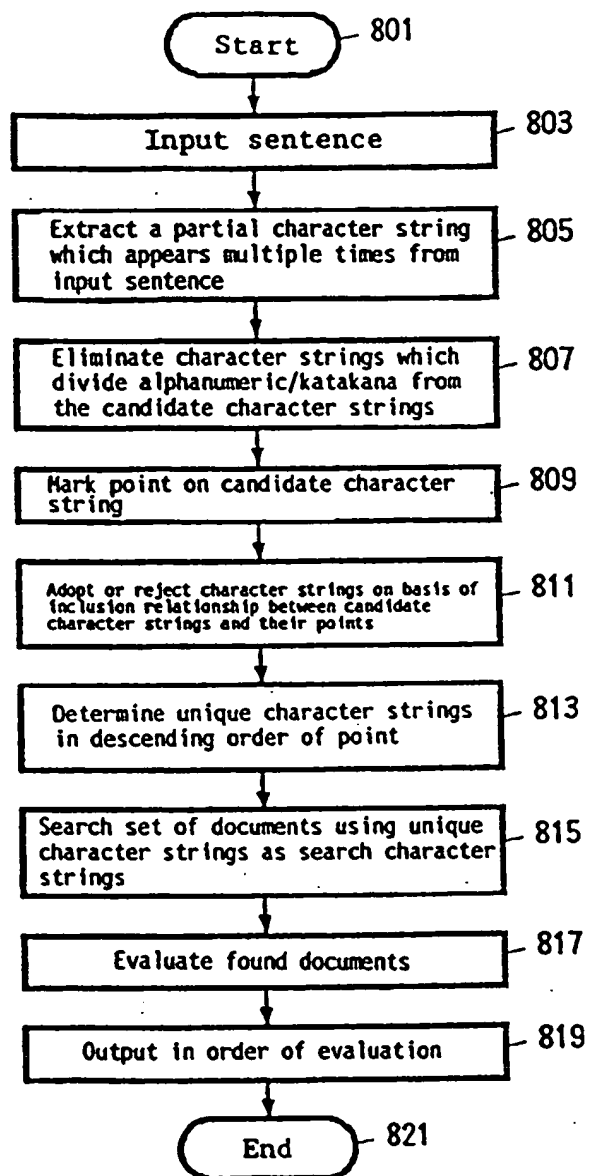 Start
801
Input sentence
803
Extract a partial character string
which appears multiple times from
input sentence
805
Eliminate character strings which
divide alphanumeric/katakana from
the candidate character strings
807
Mark point on candidate character
string
809
Adopt or reject character strings on basis of
inclusion relationship between candidate
character strings and their points
811
Determine unique character strings
in descending order of point
813
Search set of documents using unique
character strings as search character
strings
815
Evaluate found documents
817
Output in order of evaluation
819
End
821